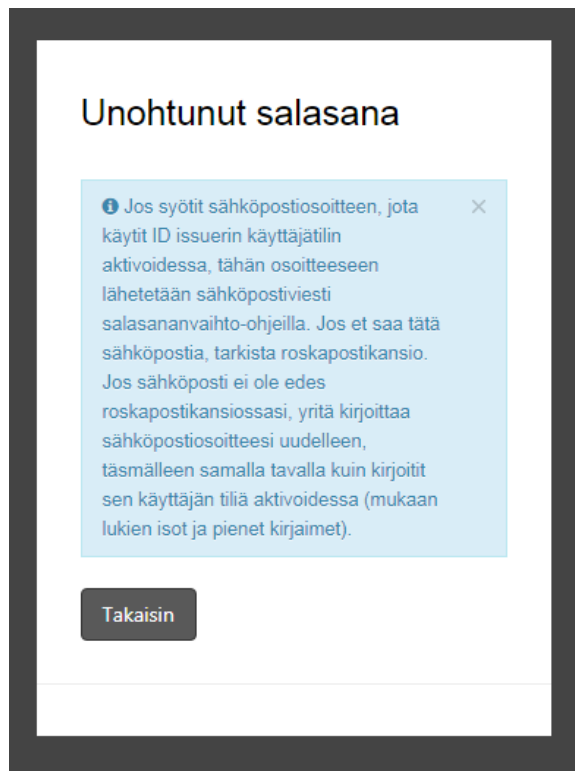 Unohtunut salasana
Jos syötit sähköpostiosoitteen, jota
käytit ID issuerin käyttäjätilin
aktivoidessa, tähän osoitteeseen
lähetetään sähköpostiviesti
salasananvaihto-ohjeilla. Jos et saa tätä
sähköpostia, tarkista roskapostikansio.
Jos sähköposti ei ole edes
roskapostikansiossasi, yritä kirjoittaa
sähköpostiosoitteesi uudelleen,
täsmälleen samalla tavalla kuin kirjoitit
sen käyttäjän tiliä aktivoidessa (mukaan
lukien isot ja pienet kirjaimet).
Takaisin